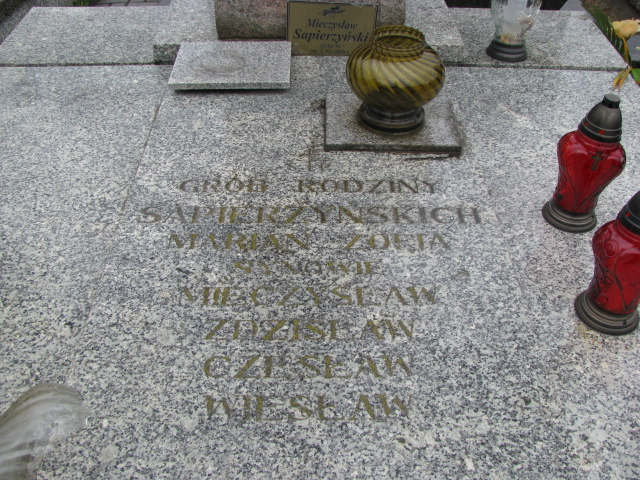 Mieczysław
Sapierzyński
GRÓB RODZINY
SAPIERZYŃSKICH
MARIAN ZOFIA
SYNOWIE
MIECZYSŁAW
ZDZISŁAW
CZESŁAW
WIESŁAW